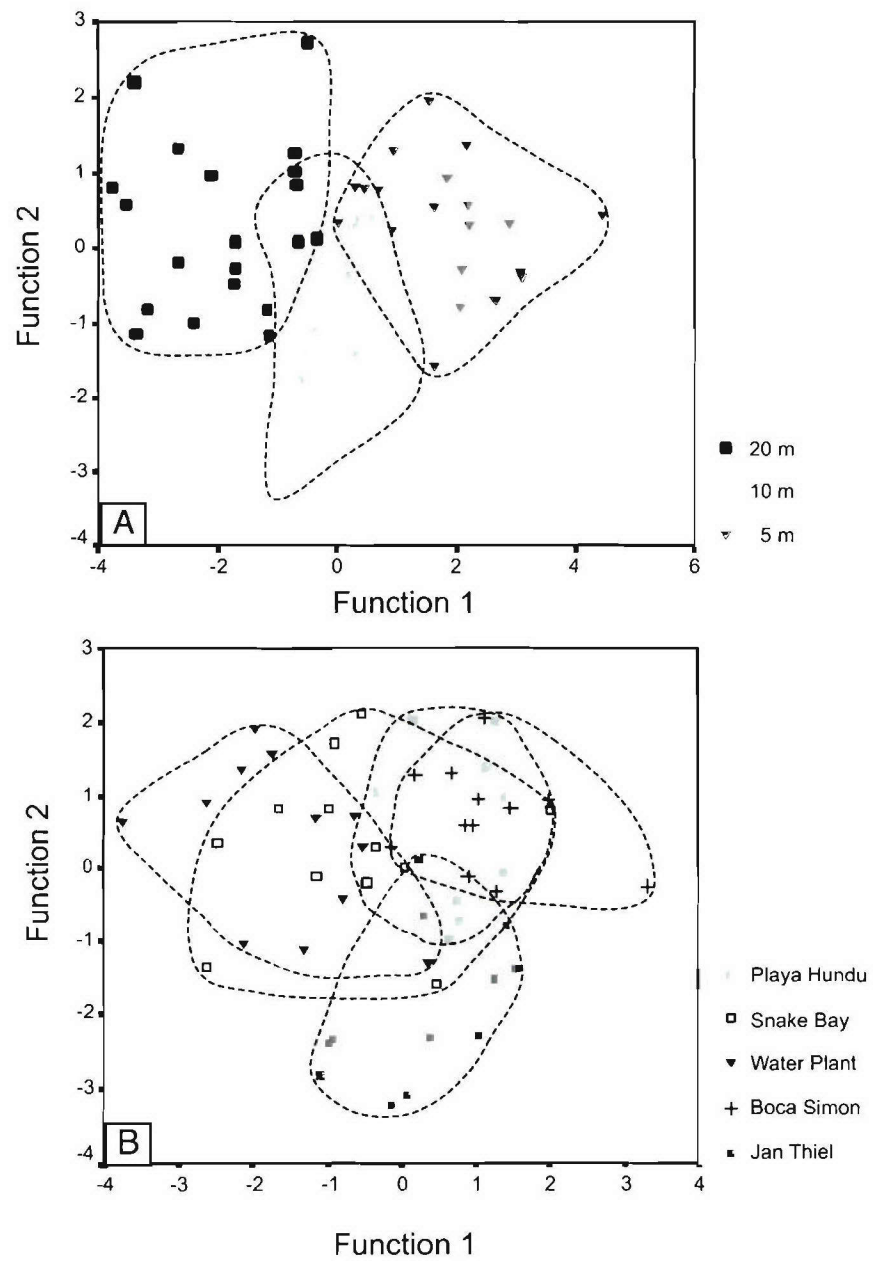 3
2
1
0
-1
-2
-3
-4
Function 2
A
-4
-2
0
2
4
6
Function 1
20 m
10 m
5 m
3
2
1
0
-1
-2
-3
-4
Function 2
B
-4
-3
-2
-1
0
1
2
3
4
Function 1
Playa Hundu
Snake Bay
Water Plant
Boca Simon
Jan Thiel